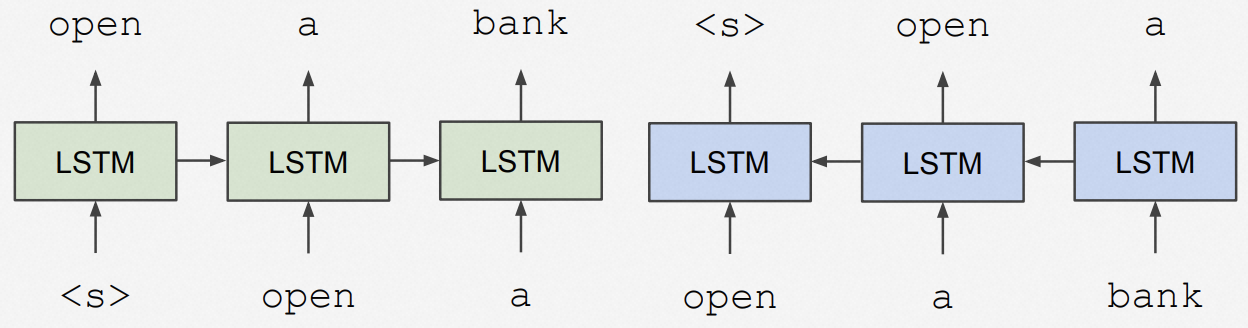 open a bank <s> open a
LSTM LSTM LSTM LSTM LSTM LSTM
<s> open a open a bank